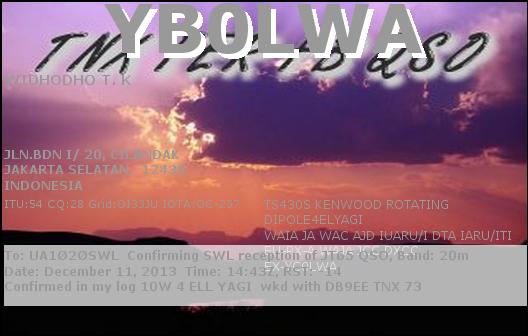 YB0LWA
TNX FER FB QSO
WIDHODHO T. K
JLN.BDN I/ 20, CILANDAK
JAKARTA SELATAN, 12430
INDONESIA
ITU:54 CQ:28 Grid:OI33JU IOTA:OC-237
TS430S KENWOOD ROTATING
DIPOLE4ELYAGI
WAIA JA WAC AJD IUARU/I DTA IARU/ITI
EX-YC0LWA
To: UA1020SWL Confirming SWL reception of JT65 QSO, Band: 20m
Date: December 11, 2013 Time: 14:43z, RST: -14
Confirmed in my log 10W 4 ELL YAGI wkd with DB9EE TNX 73